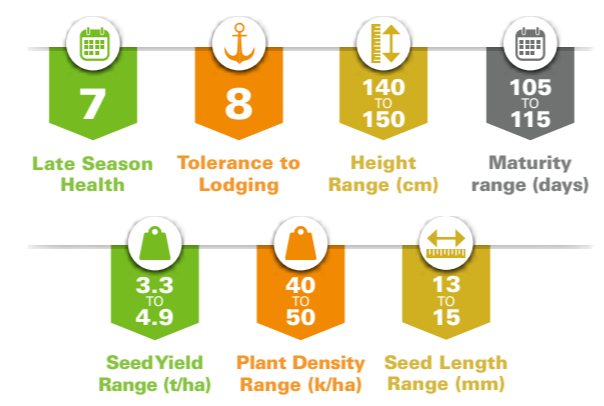 7
8
140
TO
150
105
TO
115
Late Season
Health
Tolerance to
Lodging
Height
Range (cm)
Maturity
range (days)
3.3
TO
4.9
40
TO
50
13
TO
15
Seed Yield
Range (t/ha)
Plant Density
Range (k/ha)
Seed Length
Range (mm)